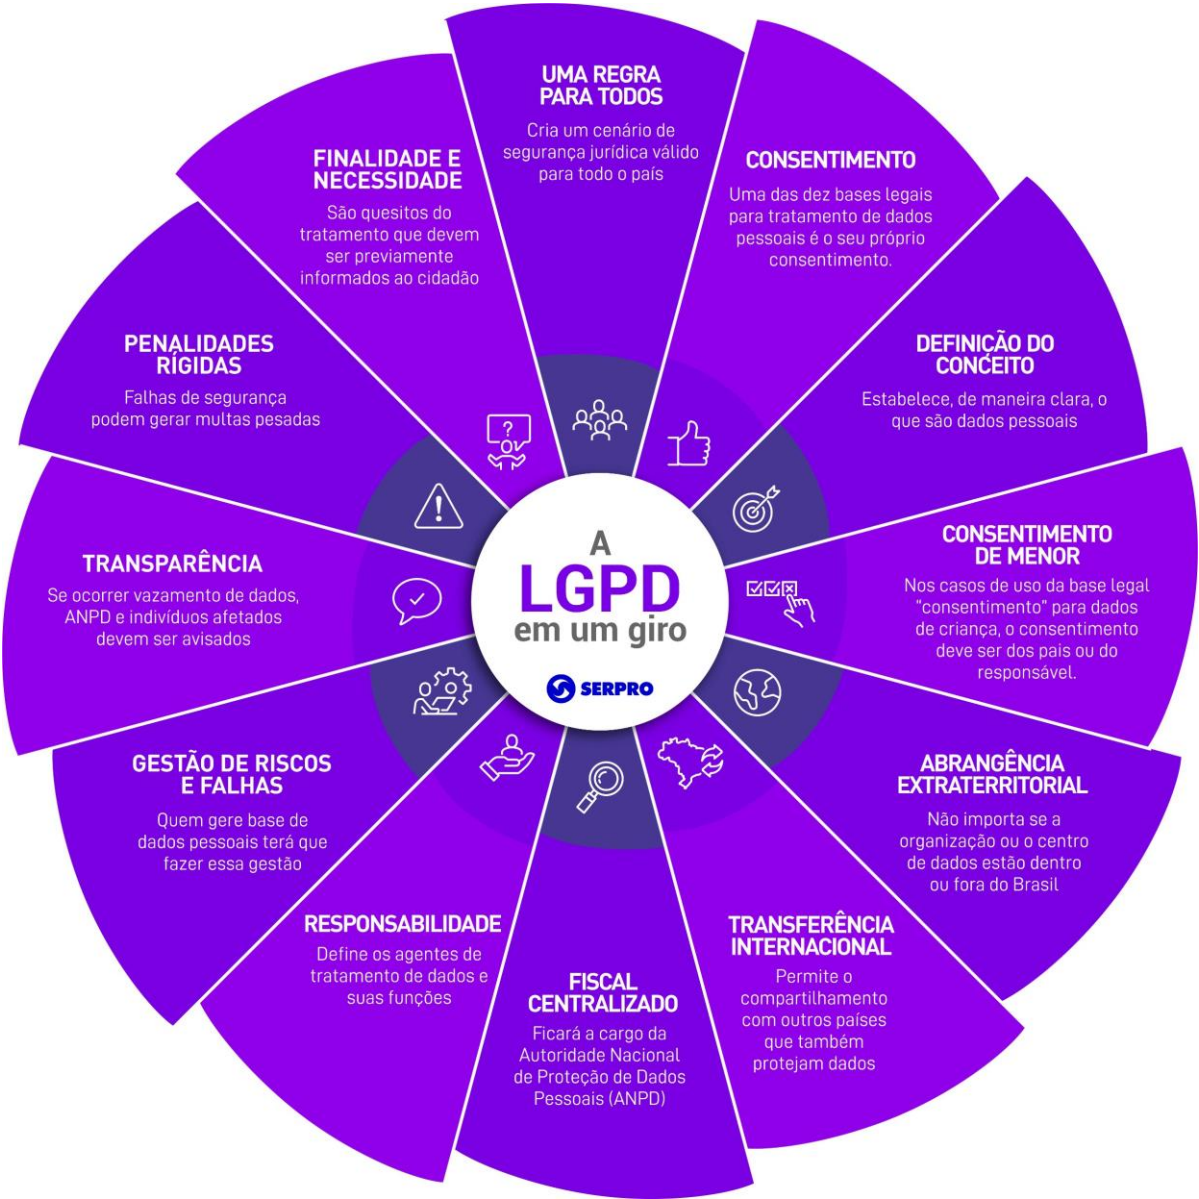 UMA REGRA
PARA TODOS
Cria um cenário de
segurança jurídica válido
para todo o país
CONSENTIMENTO
Uma das dez bases legais
para tratamento de dados
pessoais é o seu próprio
consentimento.
DEFINIÇÃO DO
CONCEITO
Estabelece, de maneira clara, o
que são dados pessoais
CONSENTIMENTO
DE MENOR
Nos casos de uso da base legal
“consentimento” para dados
de criança, o consentimento
deve ser dos pais ou do
responsável.
ABRANGÊNCIA
EXTRATERRITORIAL
Não importa se a
organização ou o centro
de dados estão dentro
ou fora do Brasil
TRANSFERÊNCIA
INTERNACIONAL
Permite o
compartilhamento
com outros países
que também
protejam dados
FISCAL
CENTRALIZADO
Ficará a cargo da
Autoridade Nacional
de Proteção de Dados
Pessoais (ANPD)
RESPONSABILIDADE
Define os agentes de
tratamento de dados e
suas funções
GESTÃO DE RISCOS
E FALHAS
Quem gere base de
dados pessoais terá que
fazer essa gestão
TRANSPARÊNCIA
Se ocorrer vazamento de dados,
ANPD e indivíduos afetados
devem ser avisados
PENALIDADES
RÍGIDAS
Falhas de segurança
podem gerar multas pesadas
FINALIDADE E
NECESSIDADE
São quesitos do
tratamento que devem
ser previamente
informados ao cidadão
?
A
LGPD
em um giro
SERPRO